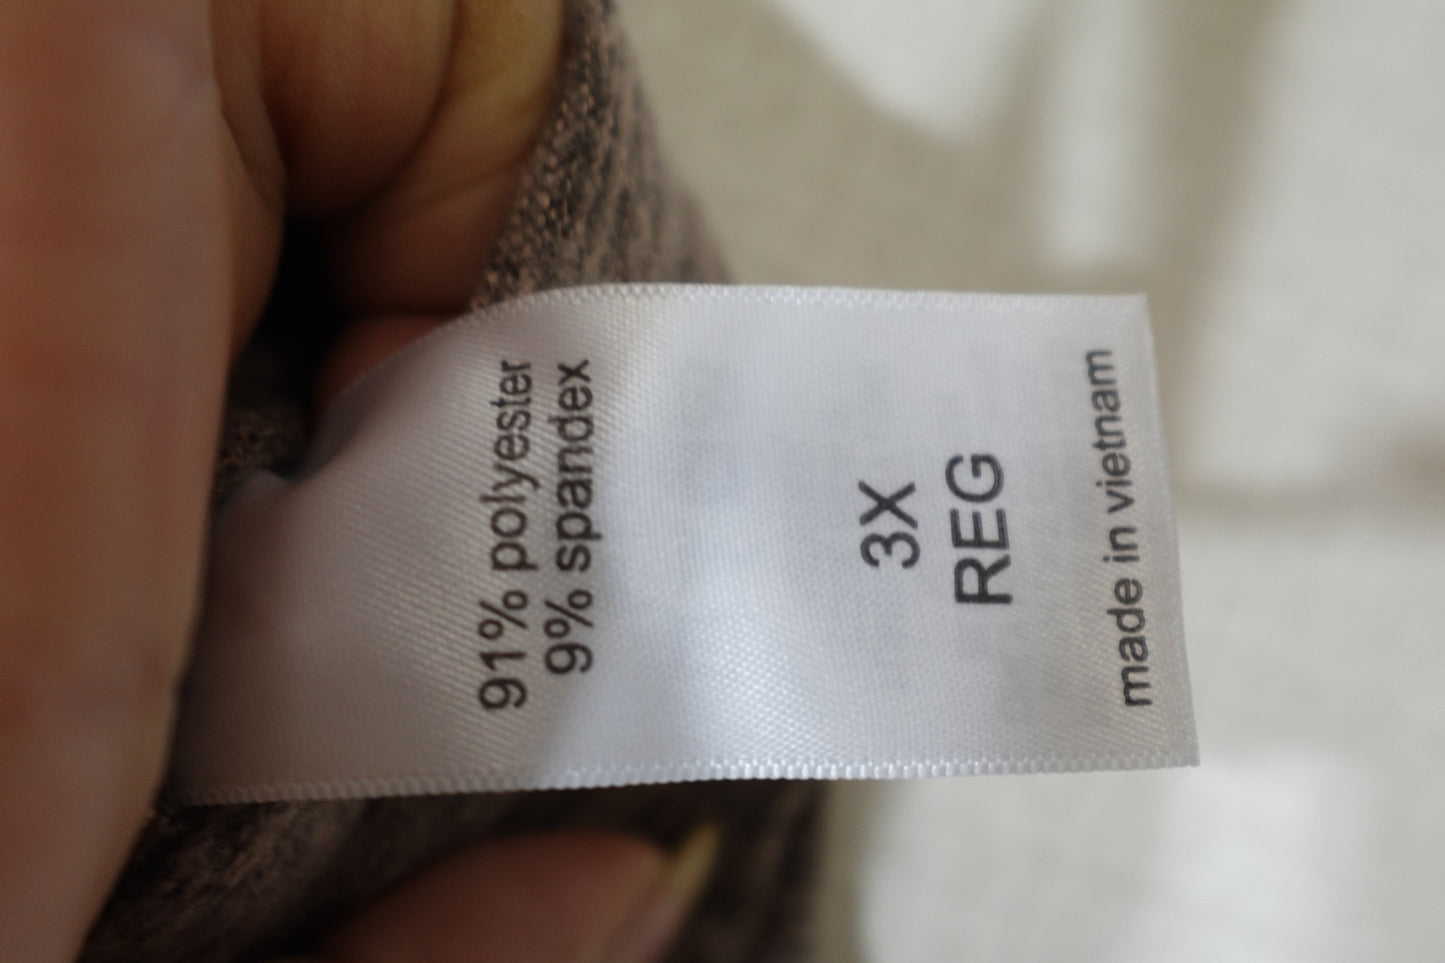 91% polyester
9% spandex
3X
REG
made in vietnam